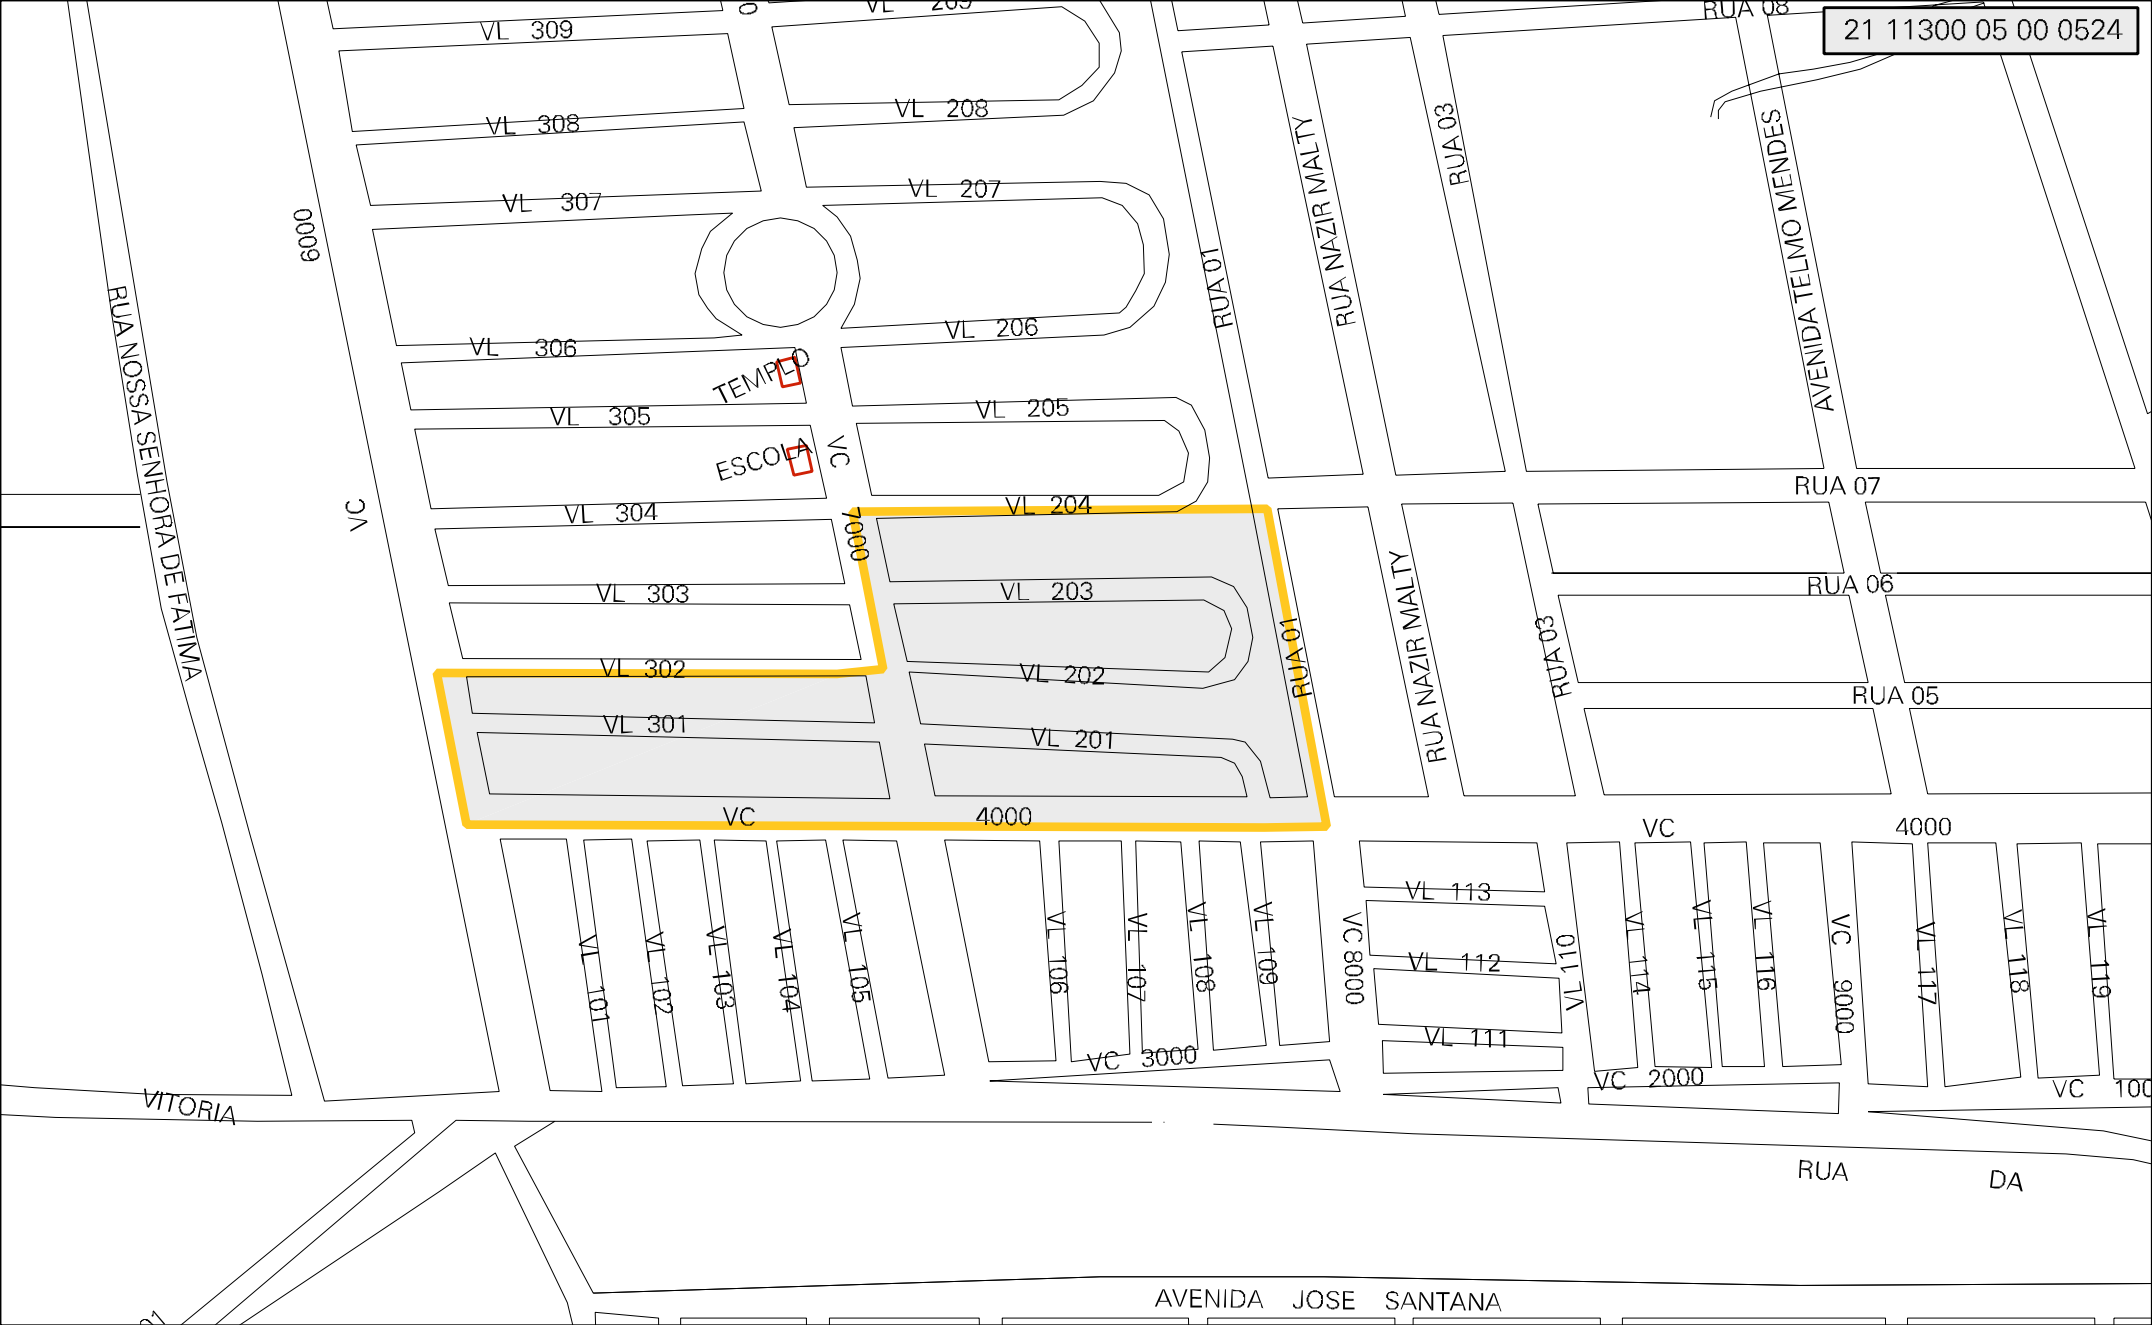 VL 209
RUA 08
21 11300 05 00 0524
VL 309
VL 208
VL 308
RUA NAZIR MALTY
RUA 03
AVENIDA TELMO MENDES
VL 307
VL 207
6000
RUA 01
VL 306
VL 206
TEMPLO
RUA NOSSA SENHORA DE FATIMA
VL 305
VL 205
VC
ESCOLA
RUA 07
VC
VL 304
7000
VL 204
VL 303
VL 203
RUA NAZIR MALTY
RUA 06
VL 302
VL 202
RUA 01
RUA 03
RUA 05
VL 301
VL 201
VC 4000
VC 4000
VL 113
VL 101
VL 102
VL 103
VL 104
VL 105
VL 106
VL 107
VL 108
VL 109
VC 8000
VL 112
VL 110
VL 114
VL 115
VL 116
VC 9000
VL 117
VL 118
VL 119
VL 111
VC 3000
VC 2000
VC 100
VITORIA
RUA DA
AVENIDA JOSE SANTANA